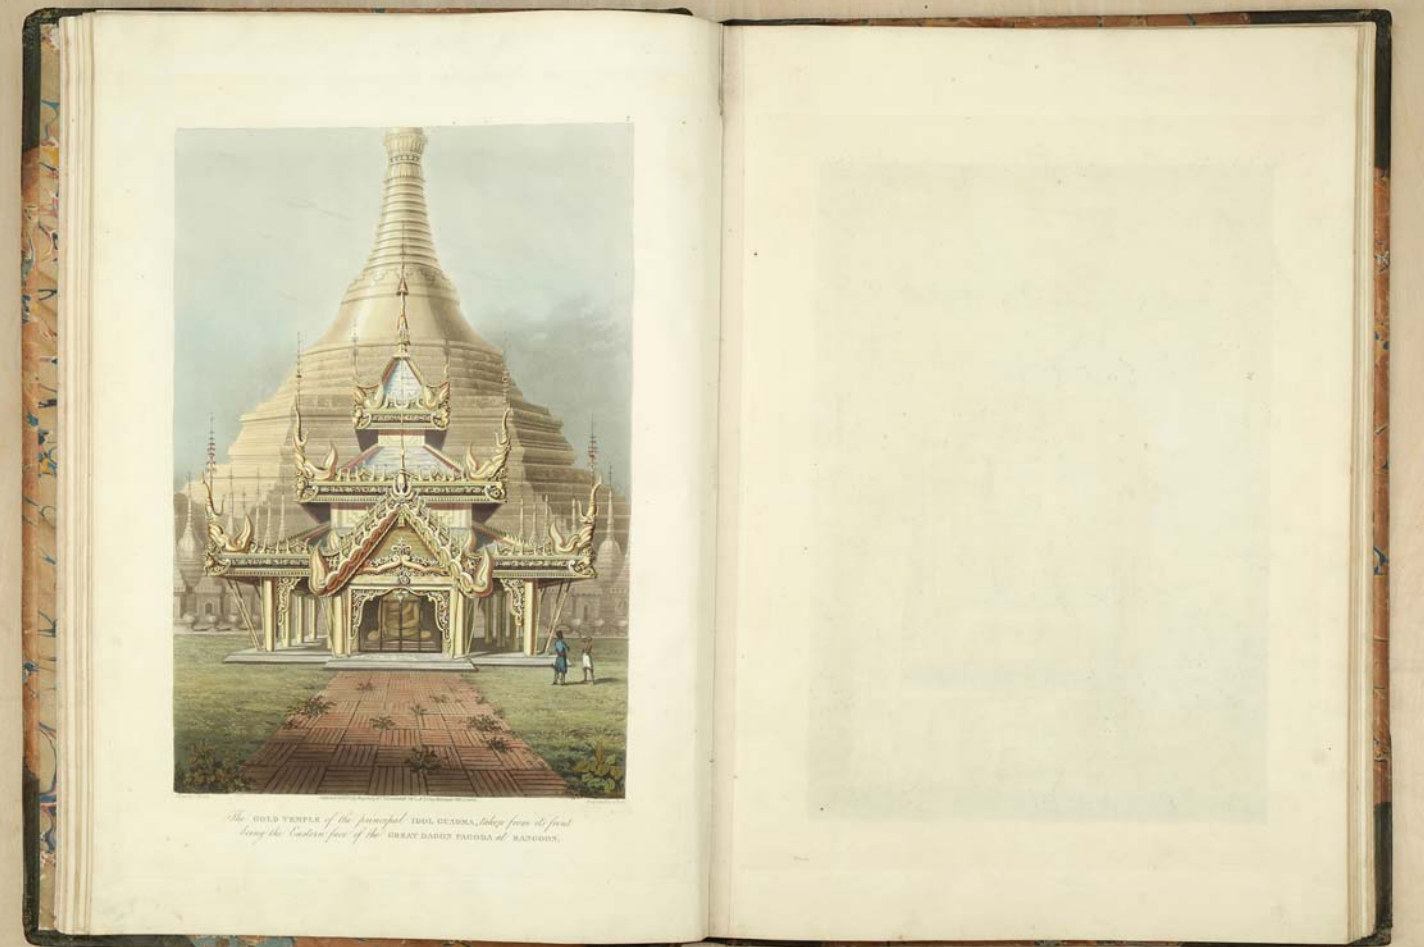 The GOLD TEMPLE of the principal IDOL GUADMA, taken from its front
being the Eastern face of the GREAT DAGON PAGODA at RANGOON.